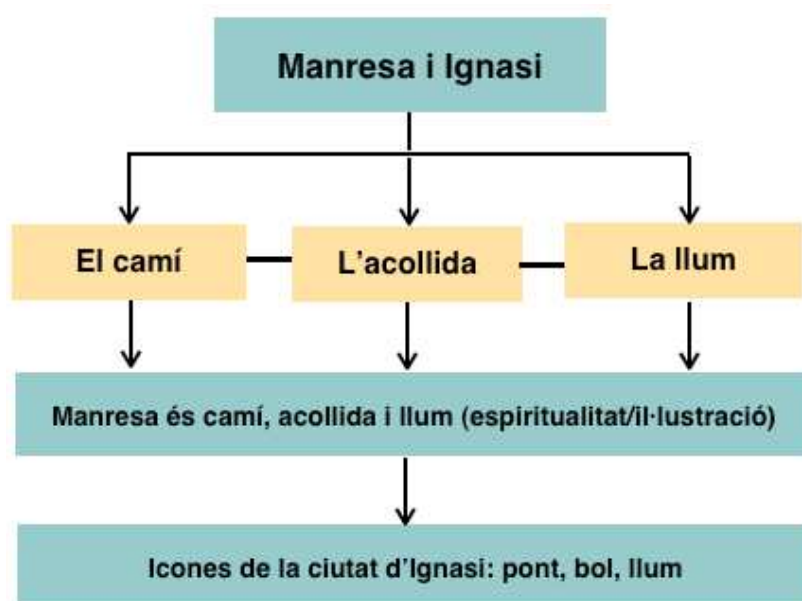 Manresa i Ignasi
El camí
L'acollida
La llum
Manresa és camí, acollida i llum (espiritualitat/il·lustració)
Icones de la ciutat d'Ignasi: pont, bol, llum